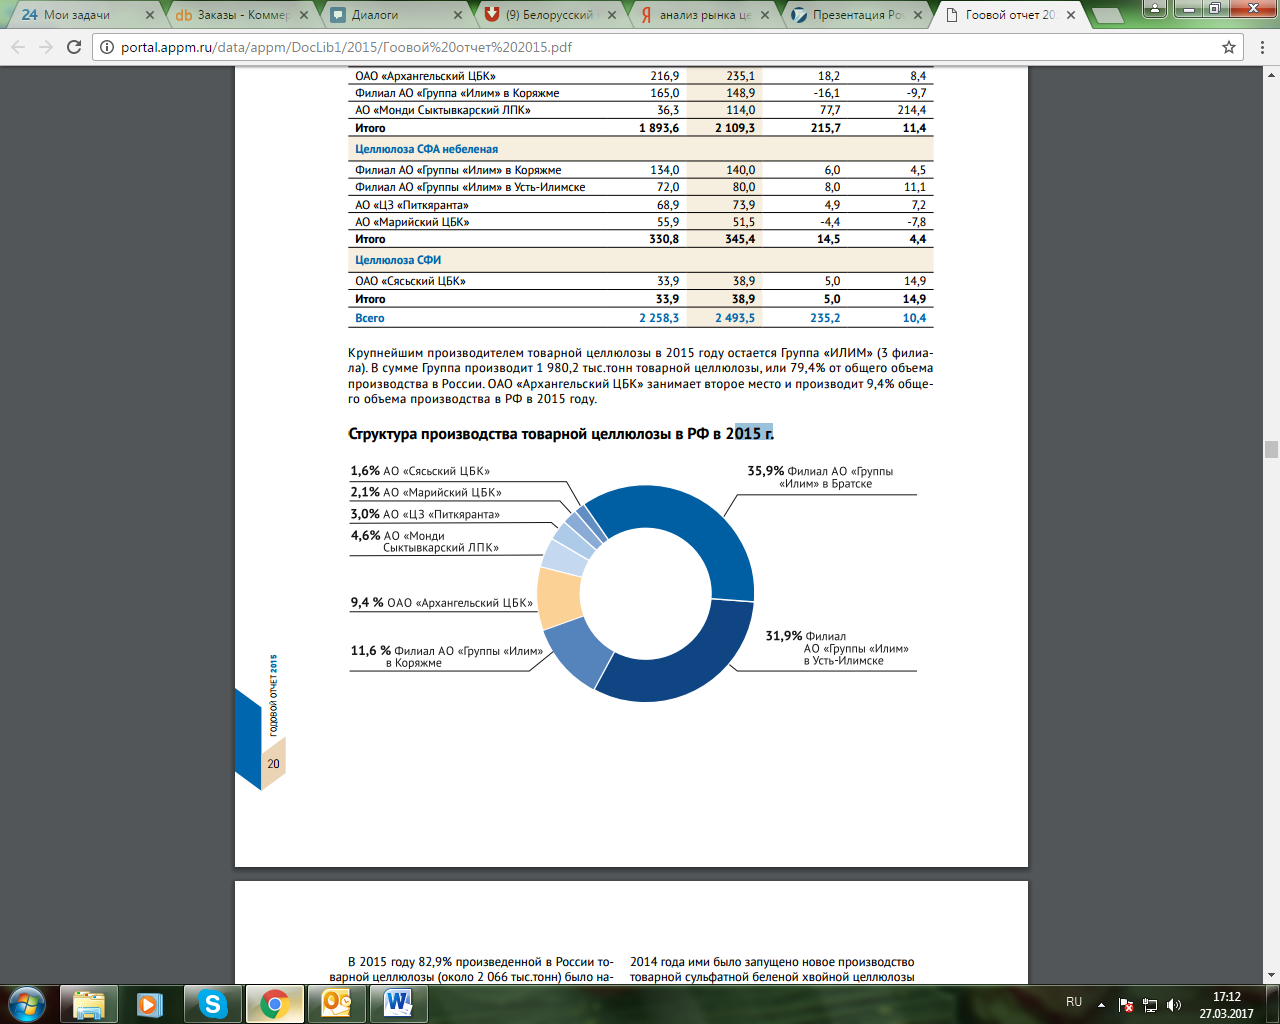 24 Мои задачи
db Заказы - Коммер
Диалоги
(9) Белорусский
Я анализ рынка це
Презентация Po
Гоовой отчет 20
portal.appm.ru/data/appm/DocLib1/2015/Гоовой%20отчет%202015.pdf
ОАО «Архангельский ЦБК» 216,9 235,1 18,2 8,4
Филиал АО «Группа «Илим» в Коряжме 165,0 148,9 -16,1 -9,7
АО «Монди Сыктывкарский ЛПК» 36,3 114,0 77,7 214,4
Итого 1 893,6 2 109,3 215,7 11,4
Целлюлоза СФА небеленая
Филиал АО «Группы «Илим» в Коряжме 134,0 140,0 6,0 4,5
Филиал АО «Группы «Илим» в Усть-Илимске 72,0 80,0 8,0 11,1
АО «ЦЗ «Питкяранта» 68,9 73,9 4,9 7,2
АО «Марийский ЦБК» 55,9 51,5 -4,4 -7,8
Итого 330,8 345,4 14,5 4,4
Целлюлоза СФИ
ОАО «Сясьский ЦБК» 33,9 38,9 5,0 14,9
Итого 33,9 38,9 5,0 14,9
Всего 2 258,3 2 493,5 235,2 10,4
Крупнейшим производителем товарной целлюлозы в 2015 году остается Группа «ИЛИМ» (3 филиа-
ла). В сумме Группа производит 1 980,2 тыс.тонн товарной целлюлозы, или 79,4% от общего объема
производства в России. ОАО «Архангельский ЦБК» занимает второе место и производит 9,4% обще-
го объема производства в РФ в 2015 году.
Структура производства товарной целлюлозы в РФ в 2015 г.
1,6% АО «Сясьский ЦБК»
2,1% АО «Марийский ЦБК»
3,0% АО «ЦЗ «Питкяранта»
4,6% АО «Монди
Сыктывкарский ЛПК»
9,4 % ОАО «Архангельский ЦБК»
11,6 % Филиал АО «Группы «Илим»
в Коряжме
35,9% Филиал АО «Группы
«Илим» в Братске
31,9% Филиал
АО «Группы «Илим»
в Усть-Илимске
ГОДОВОЙ ОТЧЕТ 2015
20
В 2015 году 82,9% произведенной в России то-
варной целлюлозы (около 2 066 тыс.тонн) было на-
2014 года ими было запущено новое производство
товарной сульфатной беленой хвойной целлюлозы
RU
17:12
27.03.2017